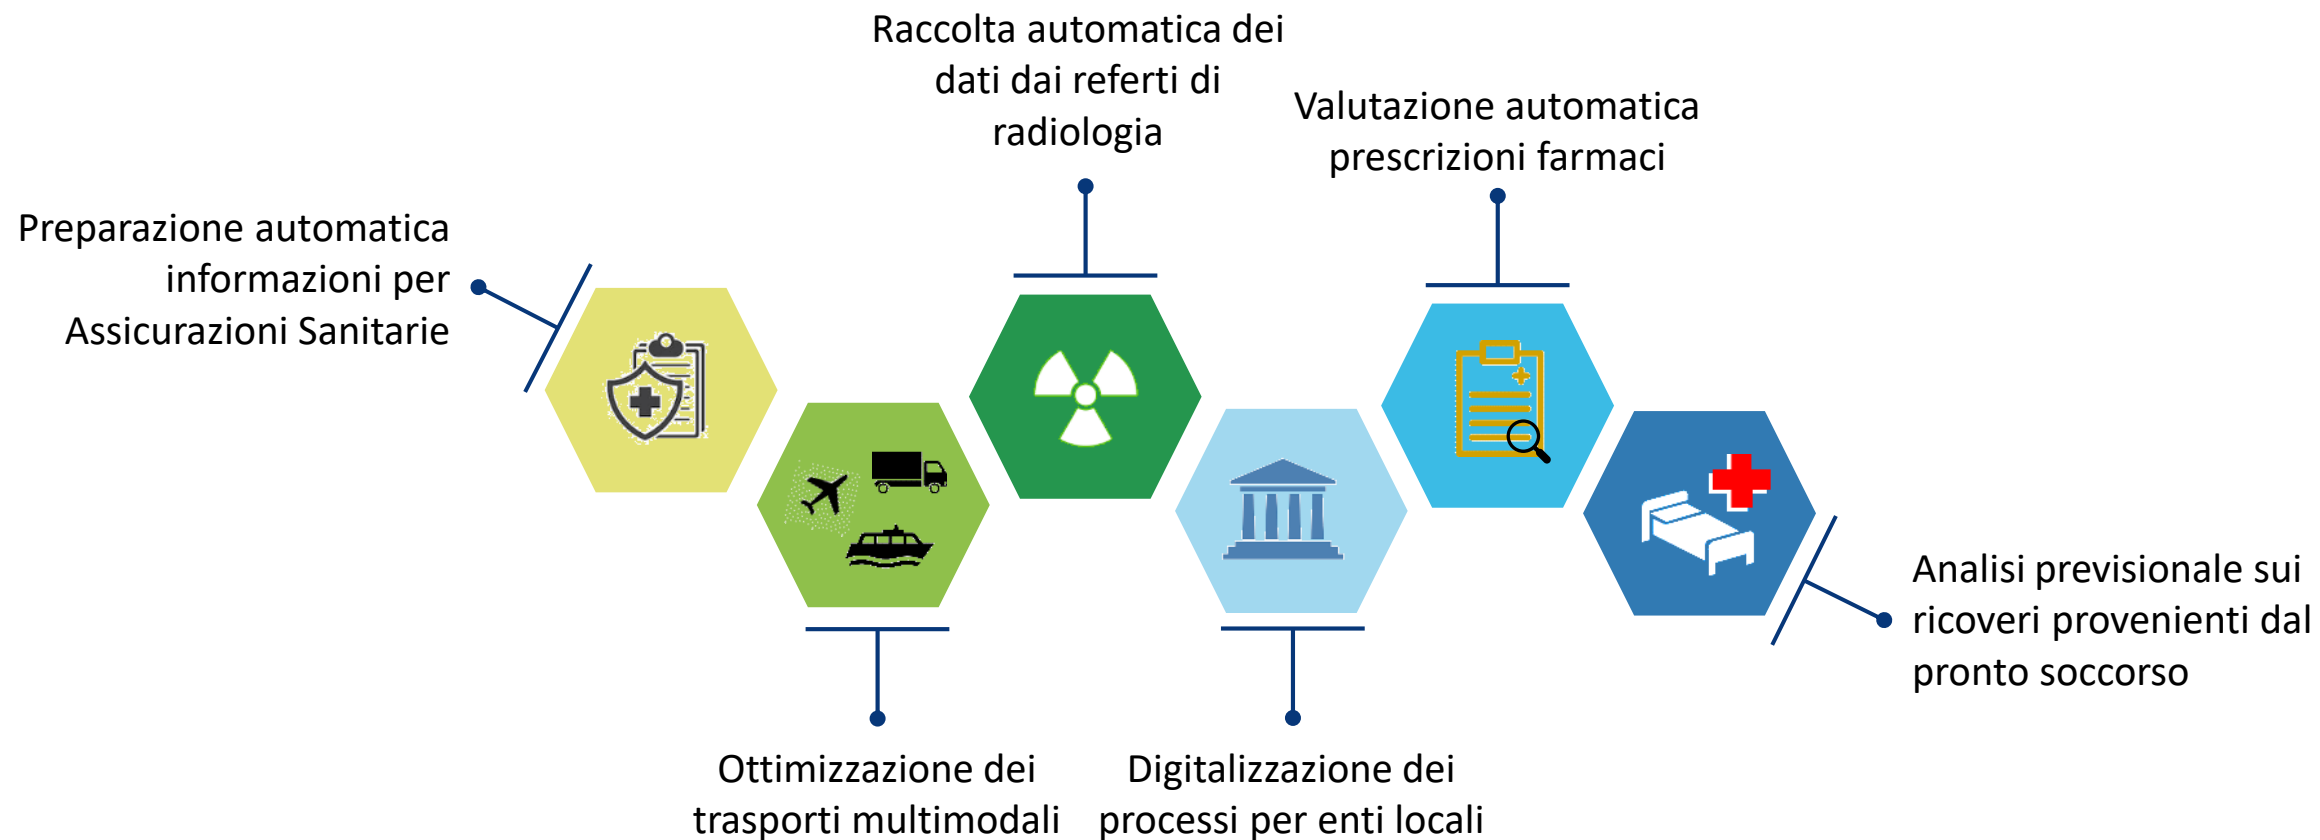 Raccolta automatica dei
dati dai referti di
radiologia
Valutazione automatica
prescrizioni farmaci
Preparazione automatica
informazioni per
Assicurazioni Sanitarie
Analisi previsionale sui
ricoveri provenienti dal
pronto soccorso
Ottimizzazione dei
trasporti multimodali
Digitalizzazione dei
processi per enti locali